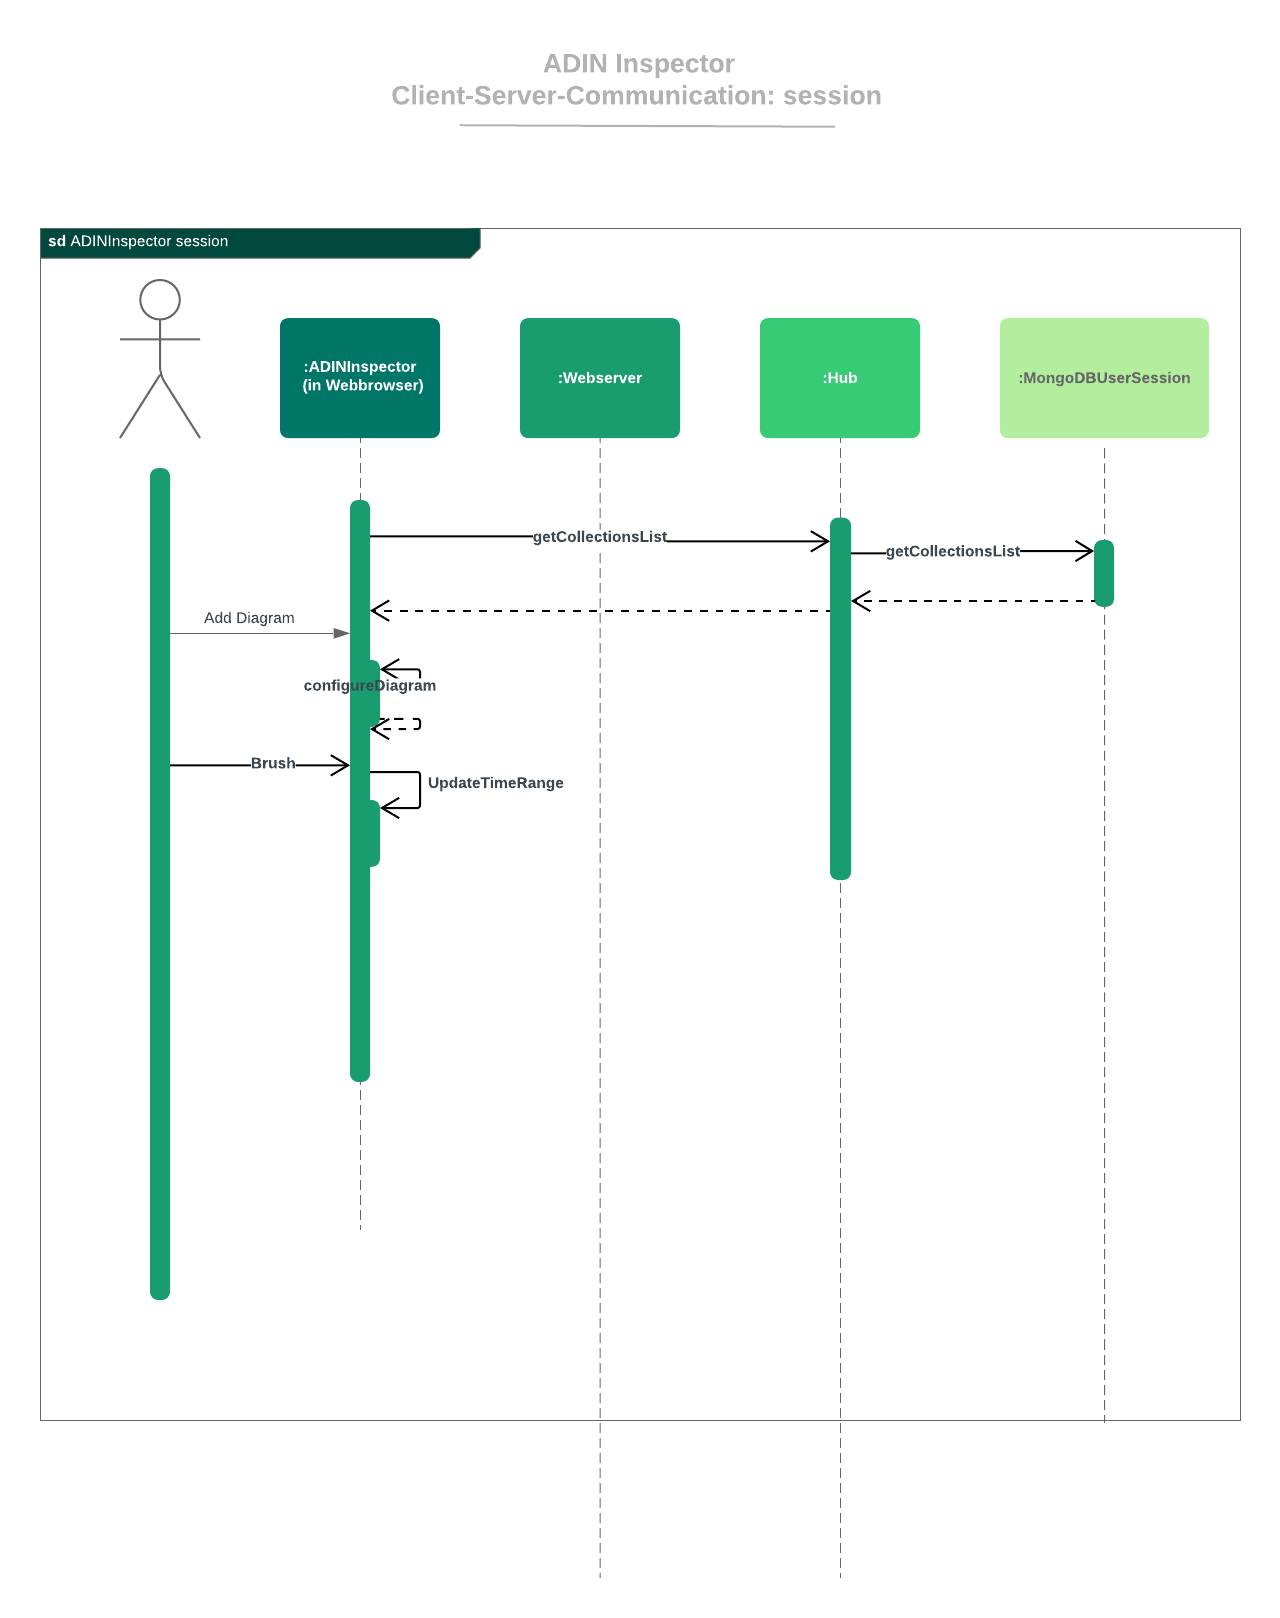 ADIN Inspector
Client-Server-Communication: session
sd ADINInspector session
:ADINInspector
(in Webbrowser)
:Webserver
:Hub
:MongoDBUserSession
getCollectionsList
getCollectionsList
Add Diagram
configureDiagram
Brush
UpdateTimeRange